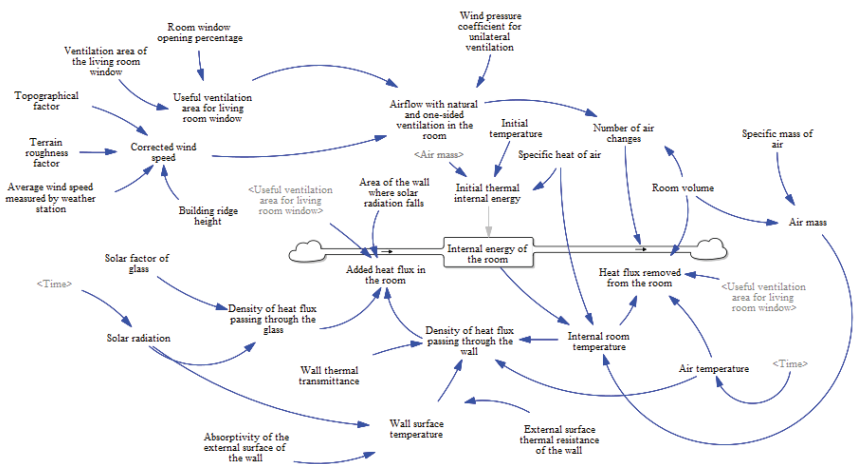 Room window
opening percentage
Wind pressure
coefficient for
unilateral
ventilation
Ventilation area of
the living room
window
Topographical
factor
Useful ventilation
area for living
room window
Airflow with natural
and one-sided
ventilation in the
room
Initial
temperature
Number of air
changes
Specific mass of
air
Terrain
roughness
factor
Corrected wind
speed
<Air mass>
Specific heat of air
Average wind speed
measured by weather
station
<Useful ventilation
area for living
room window>
Area of the wall
where solar
radiation falls
Initial thermal
internal energy
Room volume
Building ridge
height
Air mass
Internal energy of
the room
Solar factor of
glass
Added heat flux in
the room
Heat flux removed
from the room
<Time>
<Useful ventilation
area for living
room window>
Density of heat flux
passing through the
glass
Solar radiation
Density of heat flux
passing through the
wall
Internal room
temperature
Wall thermal
transmittance
Air temperature
<Time>
Wall surface
temperature
Absorptivity of the
external surface of
the wall
External surface
thermal resistance
of the wall